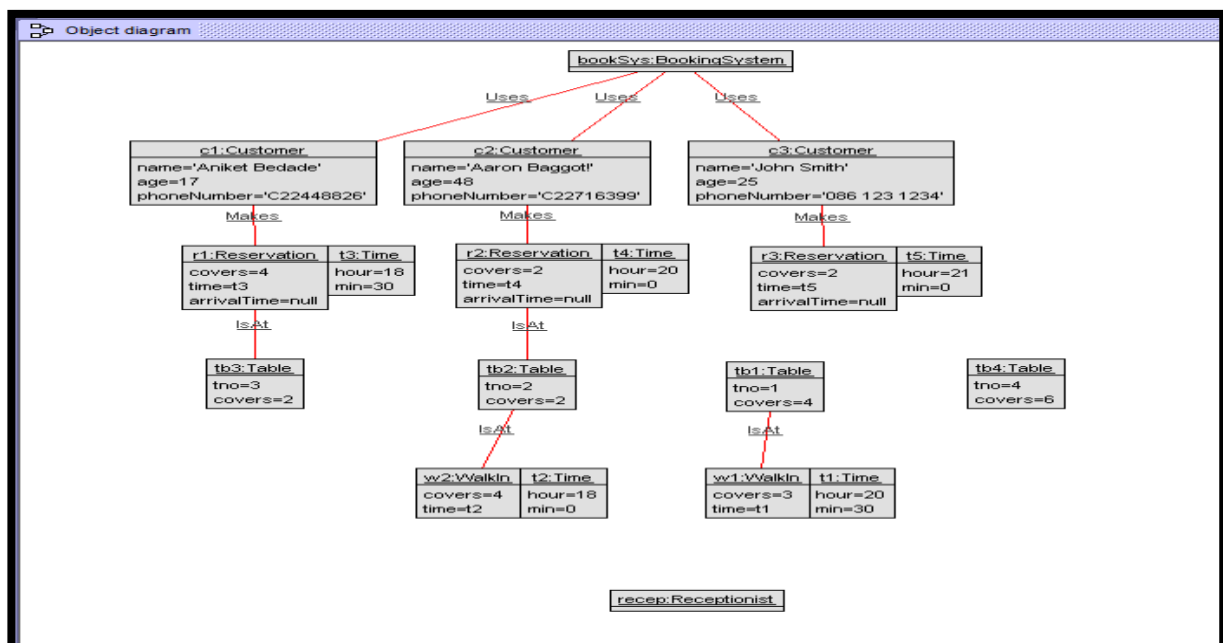 Object diagram
bookSys:BookingSystem
Uses
Uses
Uses
c1:Customer
name='Aniket Bedade'
age=17
phoneNumber='C22448826'
c2:Customer
name='Aaron Baggot!'
age=48
phoneNumber='C22716399'
c3:Customer
name='John Smith'
age=25
phoneNumber='086 123 1234'
Makes
Makes
Makes
r1:Reservation
covers=4
time=t3
arrivalTime=null
t3:Time
hour=18
min=30
r2:Reservation
covers=2
time=t4
arrivalTime=null
t4:Time
hour=20
min=0
r3:Reservation
covers=2
time=t5
arrivalTime=null
t5:Time
hour=21
min=0
IsAt
IsAt
tb3:Table
tno=3
covers=2
tb2:Table
tno=2
covers=2
tb1:Table
tno=1
covers=4
tb4:Table
tno=4
covers=6
IsAt
IsAt
w2:WalkIn
covers=4
time=t2
t2:Time
hour=18
min=0
w1:WalkIn
covers=3
time=t1
t1:Time
hour=20
min=30
recep:Receptionist